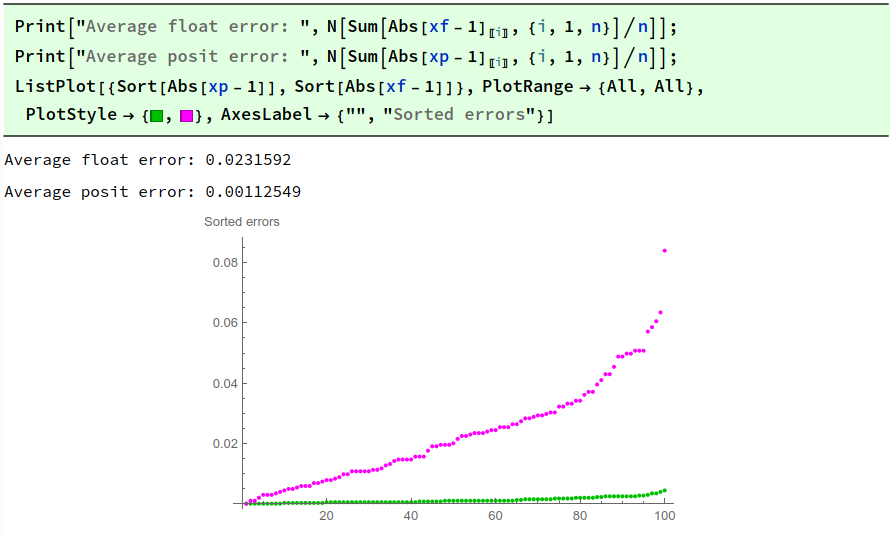 Print["Average float error: ", N[Sum[Abs[xf - 1]〚i〛, {i, 1, n}]/n]];
Print["Average posit error: ", N[Sum[Abs[xp - 1]〚i〛, {i, 1, n}]/n]];
ListPlot[{Sort[Abs[xp - 1]], Sort[Abs[xf - 1]]}, PlotRange → {All, All},
PlotStyle → {■, ■}, AxesLabel → {"", "Sorted errors"}]
Average float error: 0.0231592
Average posit error: 0.00112549
Sorted errors
0.08
0.06
0.04
0.02
20 40 60 80 100